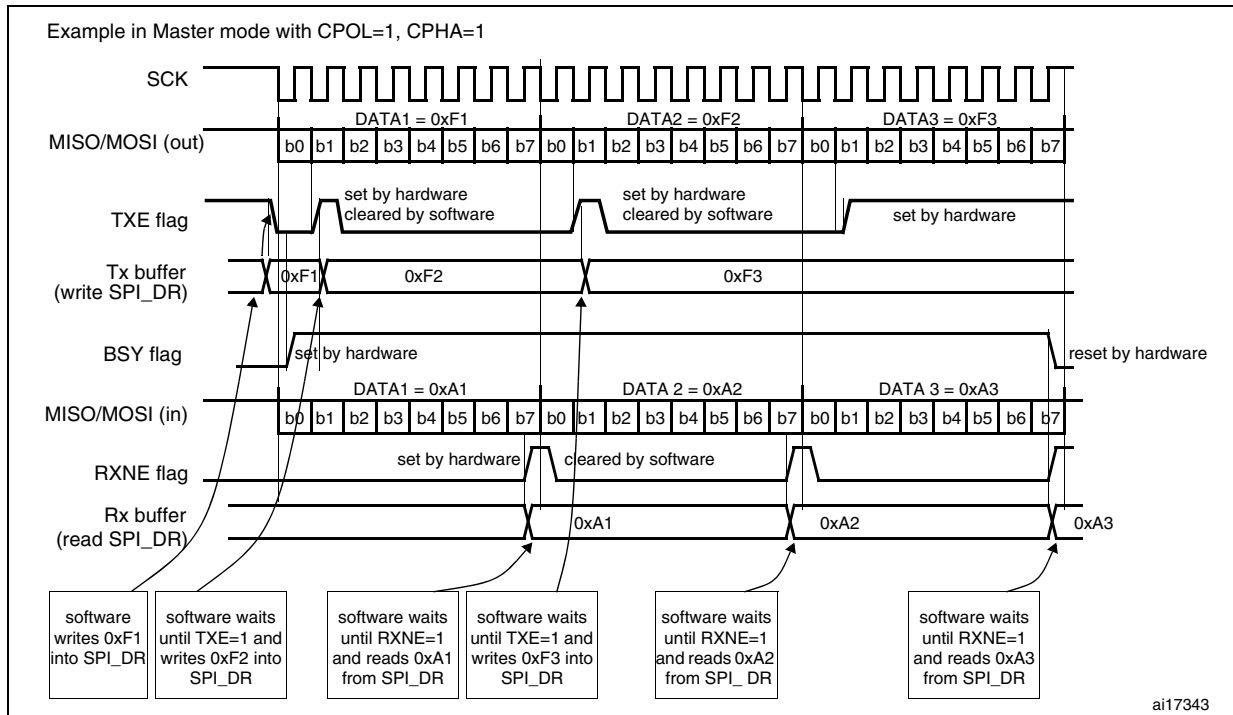 Example in Master mode with CPOL=1, CPHA=1
SCK
DATA1 = 0xF1 DATA2 = 0xF2 DATA3 = 0xF3
MISO/MOSI (out) b0 b1 b2 b3 b4 b5 b6 b7 b0 b1 b2 b3 b4 b5 b6 b7 b0 b1 b2 b3 b4 b5 b6 b7
TXE flag
set by hardware
cleared by software
set by hardware
cleared by software
set by hardware
Tx buffer
(write SPI_DR)
0xF1 0xF2 0xF3
BSY flag set by hardware reset by hardware
DATA1 = 0xA1 DATA 2 = 0xA2 DATA 3 = 0xA3
MISO/MOSI (in) b0 b1 b2 b3 b4 b5 b6 b7 b0 b1 b2 b3 b4 b5 b6 b7 b0 b1 b2 b3 b4 b5 b6 b7
RXNE flag set by hardware cleared by software
Rx buffer
(read SPI_DR)
0xA1 0xA2 0xA3
software
writes 0xF1
into SPI_DR
software waits
until TXE=1 and
writes 0xF2 into
SPI_DR
software waits
until RXNE=1
and reads 0xA1
from SPI_DR
software waits
until TXE=1 and
writes 0xF3 into
SPI_DR
software waits
until RXNE=1
and reads 0xA2
from SPI_ DR
software waits
until RXNE=1
and reads 0xA3
from SPI_DR
ai17343